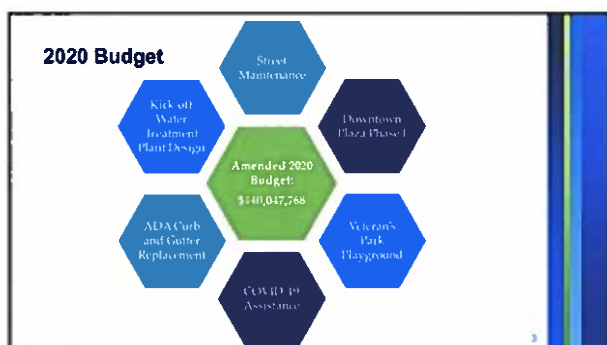 2020 Budget
Street
Maintenance
Kick-off
Water
Treatment
Plant Design
Downtown
Plaza Phase I
Amended 2020
Budget:
$140,047,768
ADA Curb
and Gutter
Replacement
Veteran's
Park
Playground
COVID-19
Assistance
3